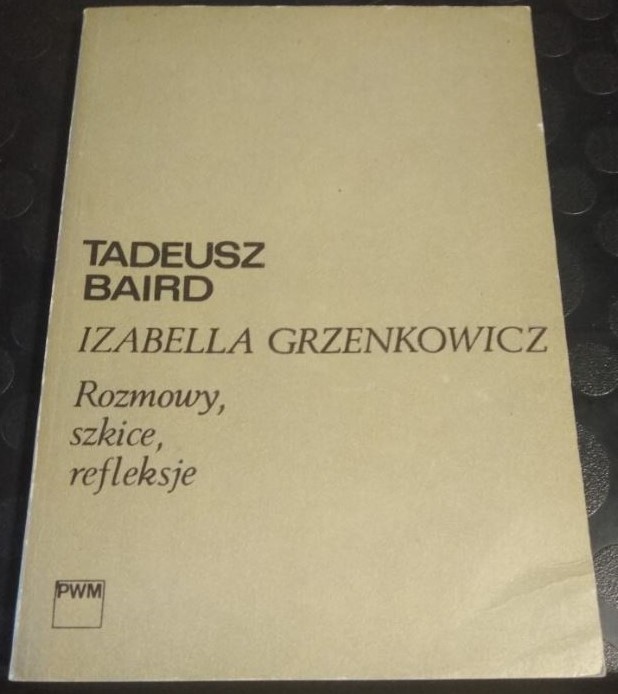 TADEUSZ
BAIRD
IZABELLA GRZENKOWICZ
Rozmowy,
szkice,
refleksje
PWM